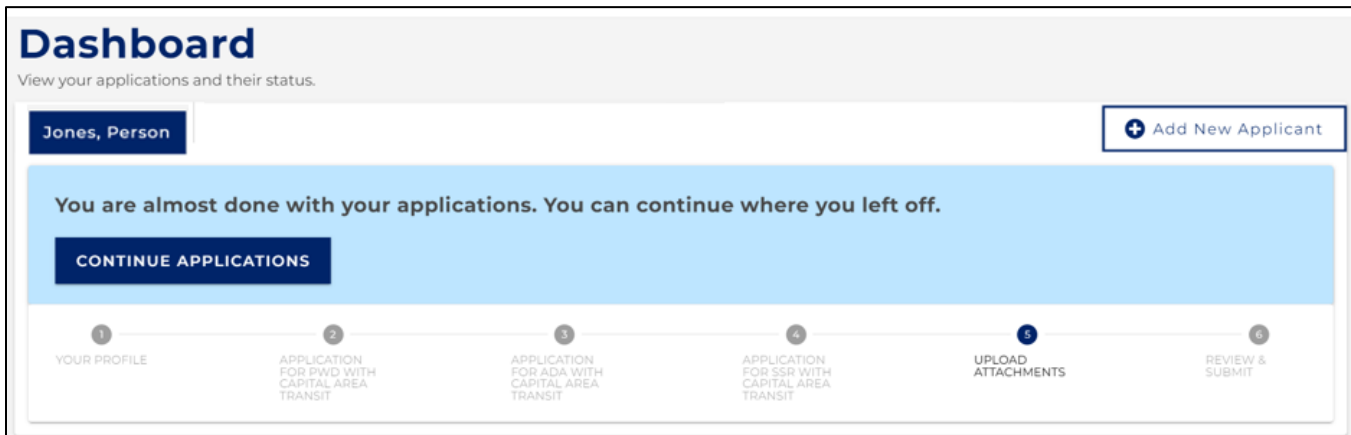 Dashboard
View your applications and their status.
Jones, Person
Add New Applicant
You are almost done with your applications. You can continue where you left off.
CONTINUE APPLICATIONS
1
YOUR PROFILE
2
APPLICATION
FOR PWD WITH
CAPITAL AREA
TRANSIT
3
APPLICATION
FOR ADA WITH
CAPITAL AREA
TRANSIT
4
APPLICATION
FOR SSR WITH
CAPITAL AREA
TRANSIT
5
UPLOAD
ATTACHMENTS
6
REVIEW &
SUBMIT